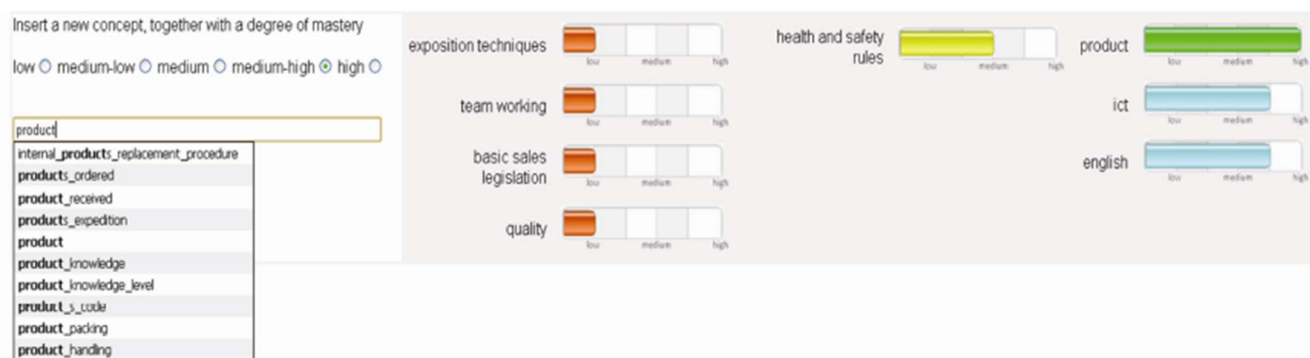 Insert a new concept, together with a degree of mastery
low medium-low medium medium-high high
product
internal_products_replacement_procedure
products_ordered
product_received
products_expedition
product
product_knowledge
product_knowledge_level
product_s_code
product_packing
product_handling
exposition techniques
low medium high
team working
low medium high
basic sales
legislation
low medium high
quality
low medium high
health and safety
rules
low medium high
product
low medium high
ict
low medium high
english
low medium high